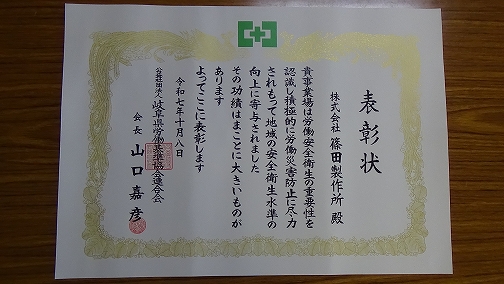 表彰状
株式会社 篠田製作所 殿
貴事業場は労働安全衛生の重要性を
認識し積極的に労働災害防止に尽力
されもって地域の安全衛生水準の
向上に寄与されました
その功績はまことに大きいものが
あります
よってここに表彰します
令和七年十月八日
公益社団法人 岐阜県労働基準協会連合会
会長 山口嘉彦